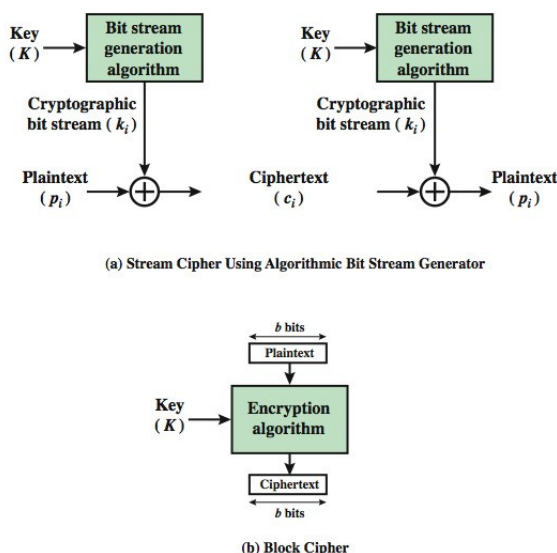 Key
(K)
Bit stream
generation
algorithm
Cryptographic
bit stream (ki)
Plaintext
(pi)
Key
(K)
Bit stream
generation
algorithm
Cryptographic
bit stream (ki)
Ciphertext
(ci)
Plaintext
(pi)
(a) Stream Cipher Using Algorithmic Bit Stream Generator
b bits
Plaintext
Key
(K)
Encryption
algorithm
Ciphertext
b bits
(b) Block Cipher